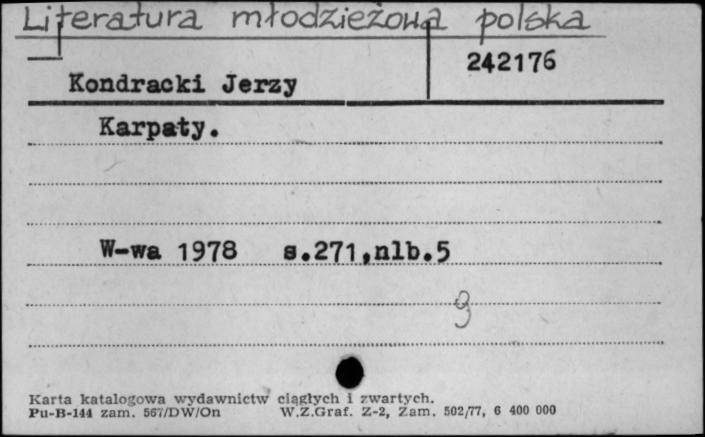 Literatura młodzieżowa polska
242176
Kondracki Jerzy
Karpaty.
W-wa 1978 s.271,nlb.5
g
Karta katalogowa wydawnictw ciągłych i zwartych.
Pu-B-144 zam. 567/DW/On W.Z.Graf. Z-2, Zam. 502/77, 6 400 000